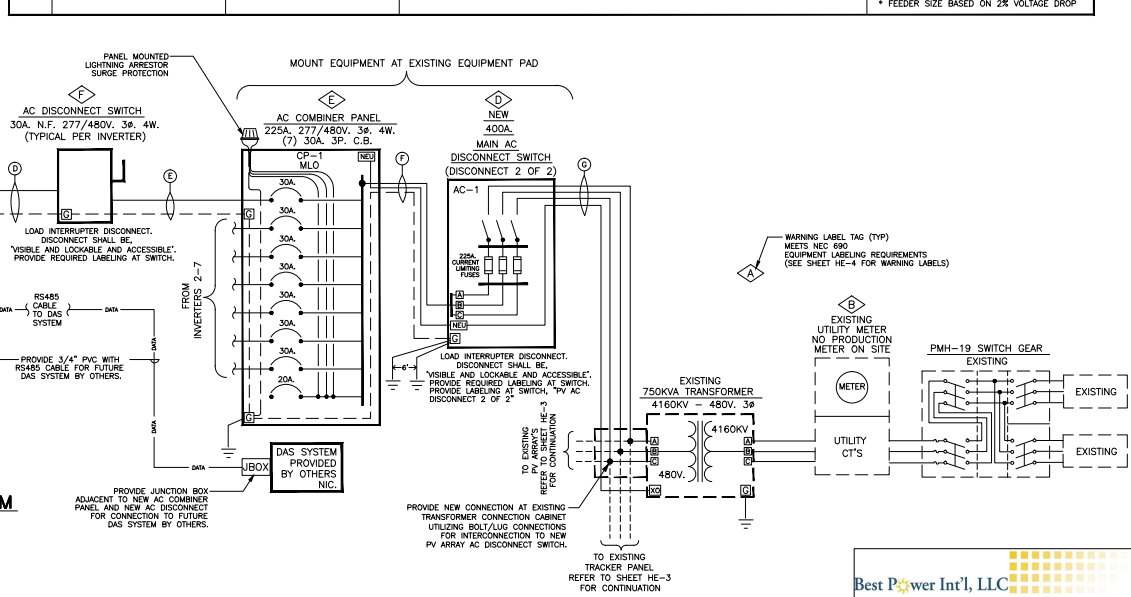 * FEEDER SIZE BASED ON 2% VOLTAGE DROP
PANEL MOUNTED
LIGHTNING ARRESTOR
SURGE PROTECTION
MOUNT EQUIPMENT AT EXISTING EQUIPMENT PAD
F
AC DISCONNECT SWITCH
30A. N.F. 277/480V. 3ø. 4W.
(TYPICAL PER INVERTER)
E
AC COMBINER PANEL
225A. 277/480V. 3ø. 4W.
(7) 30A. 3P. C.B.
CP-1
MLO
NEU
D
NEW
400A.
MAIN AC
DISCONNECT SWITCH
(DISCONNECT 2 OF 2)
AC-1
D
E
F
G
G
G
30A.
30A.
30A.
30A.
30A.
30A.
30A.
20A.
G
LOAD INTERRUPTER DISCONNECT.
DISCONNECT SHALL BE,
"VISIBLE AND LOCKABLE AND ACCESSIBLE".
PROVIDE REQUIRED LABELING AT SWITCH.
FROM
INVERTERS 2-7
225A.
CURRENT
LIMITING
FUSES
A
B
C
NEU
G
6'
LOAD INTERRUPTER DISCONNECT.
DISCONNECT SHALL BE,
"VISIBLE AND LOCKABLE AND ACCESSIBLE".
PROVIDE REQUIRED LABELING AT SWITCH.
PROVIDE LABELING AT SWITCH, "PV AC
DISCONNECT 2 OF 2"
DATA
RS485
CABLE
TO DAS
SYSTEM
DATA
DATA
PROVIDE 3/4" PVC WITH
RS485 CABLE FOR FUTURE
DAS SYSTEM BY OTHERS.
DATA
DATA
JBOX
DAS SYSTEM
PROVIDED
BY OTHERS
NIC.
PROVIDE JUNCTION BOX
ADJACENT TO NEW AC COMBINER
PANEL AND NEW AC DISCONNECT
FOR CONNECTION TO FUTURE
DAS SYSTEM BY OTHERS.
M
WARNING LABEL TAG (TYP)
MEETS NEC 690
EQUIPMENT LABELING REQUIREMENTS
(SEE SHEET HE-4 FOR WARNING LABELS)
A
B
EXISTING
UTILITY METER
NO PRODUCTION
METER ON SITE
METER
UTILITY
CT'S
PMH-19 SWITCH GEAR
EXISTING
EXISTING
EXISTING
EXISTING
750KVA TRANSFORMER
4160KV - 480V. 3ø
4160KV
480V.
A
B
C
XO
A
B
C
G
TO EXISTING
PV ARRAY'S
REFER TO SHEET HE-3
FOR CONTINUATION
PROVIDE NEW CONNECTION AT EXISTING
TRANSFORMER CONNECTION CABINET
UTILIZING BOLT/LUG CONNECTIONS
FOR INTERCONNECTION TO NEW
PV ARRAY AC DISCONNECT SWITCH.
TO EXISTING
TRACKER PANEL
REFER TO SHEET HE-3
FOR CONTINUATION
Best Power Int'l, LLC